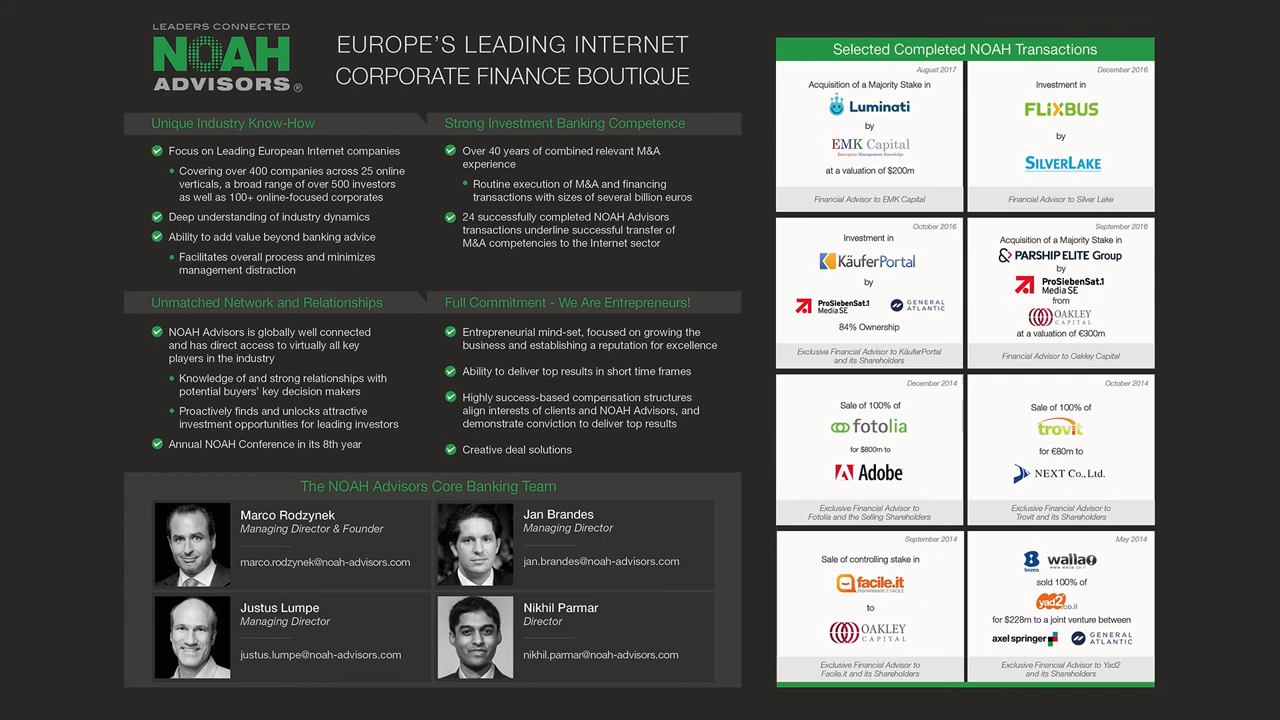 LEADERS CONNECTED
NOAH
ADVISORS®
EUROPE'S LEADING INTERNET
CORPORATE FINANCE BOUTIQUE
Unique Industry Know-How
Focus on Leading European Internet companies
Covering over 400 companies across 25 online
verticals, a broad range of over 500 investors
as well as 100+ online-focused corporates
Deep understanding of industry dynamics
Ability to add value beyond banking advice
Facilitates overall process and minimizes
management distraction
Strong Investment Banking Competence
Over 40 years of combined relevant M&A
experience
Routine execution of M&A and financing
transactions with sizes of several billion euros
24 successfully completed NOAH Advisors
transactions underline successful transfer of
M&A competencies to the Internet sector
Unmatched Network and Relationships
NOAH Advisors is globally well connected
and has direct access to virtually all key
players in the industry
Knowledge of and strong relationships with
potential buyers' key decision makers
Proactively finds and unlocks attractive
investment opportunities for leading investors
Annual NOAH Conference in its 8th year
Full Commitment - We Are Entrepreneurs!
Entrepreneurial mind-set, focused on growing the
business and establishing a reputation for excellence
Ability to deliver top results in short time frames
Highly success-based compensation structures
align interests of clients and NOAH Advisors, and
demonstrate conviction to deliver top results
Creative deal solutions
The NOAH Advisors Core Banking Team
Marco Rodzynek
Managing Director & Founder
marco.rodzynek@noah-advisors.com
Jan Brandes
Managing Director
jan.brandes@noah-advisors.com
Justus Lumpe
Managing Director
justus.lumpe@noah-advisors.com
Nikhil Parmar
Director
nikhil.parmar@noah-advisors.com
Selected Completed NOAH Transactions
August 2017
Acquisition of a Majority Stake in
Luminati
by
EMK Capital
Enterprise Management Knowledge
at a valuation of $200m
Financial Advisor to EMK Capital
December 2016
Investment in
FLiXBUS
by
SILVERLAKE
Financial Advisor to Silver Lake
October 2016
Investment in
KäuferPortal
by
ProSiebenSat.1
Media SE
GENERAL
ATLANTIC
84% Ownership
Exclusive Financial Advisor to KäuferPortal
and its Shareholders
September 2016
Acquisition of a Majority Stake in
PARSHIP ELITE Group
by
ProSiebenSat.1
Media SE
from
OAKLEY
CAPITAL
at a valuation of €300m
Financial Advisor to Oakley Capital
December 2014
Sale of 100% of
fotolia
for $800m to
Adobe
Exclusive Financial Advisor to
Fotolia and the Selling Shareholders
October 2014
Sale of 100% of
trovit
for €80m to
NEXT Co., Ltd.
Exclusive Financial Advisor to
Trovit and its Shareholders
September 2014
Sale of controlling stake in
facile.it
RISPARMIARE È FACILE
to
OAKLEY
CAPITAL
Exclusive Financial Advisor to
Facile.it and its Shareholders
May 2014
bezeq
walla!
www.walla.co.il
sold 100% of
yad2.co.il
for $228m to a joint venture between
axel springer
GENERAL
ATLANTIC
Exclusive Financial Advisor to Yad2
and its Shareholders